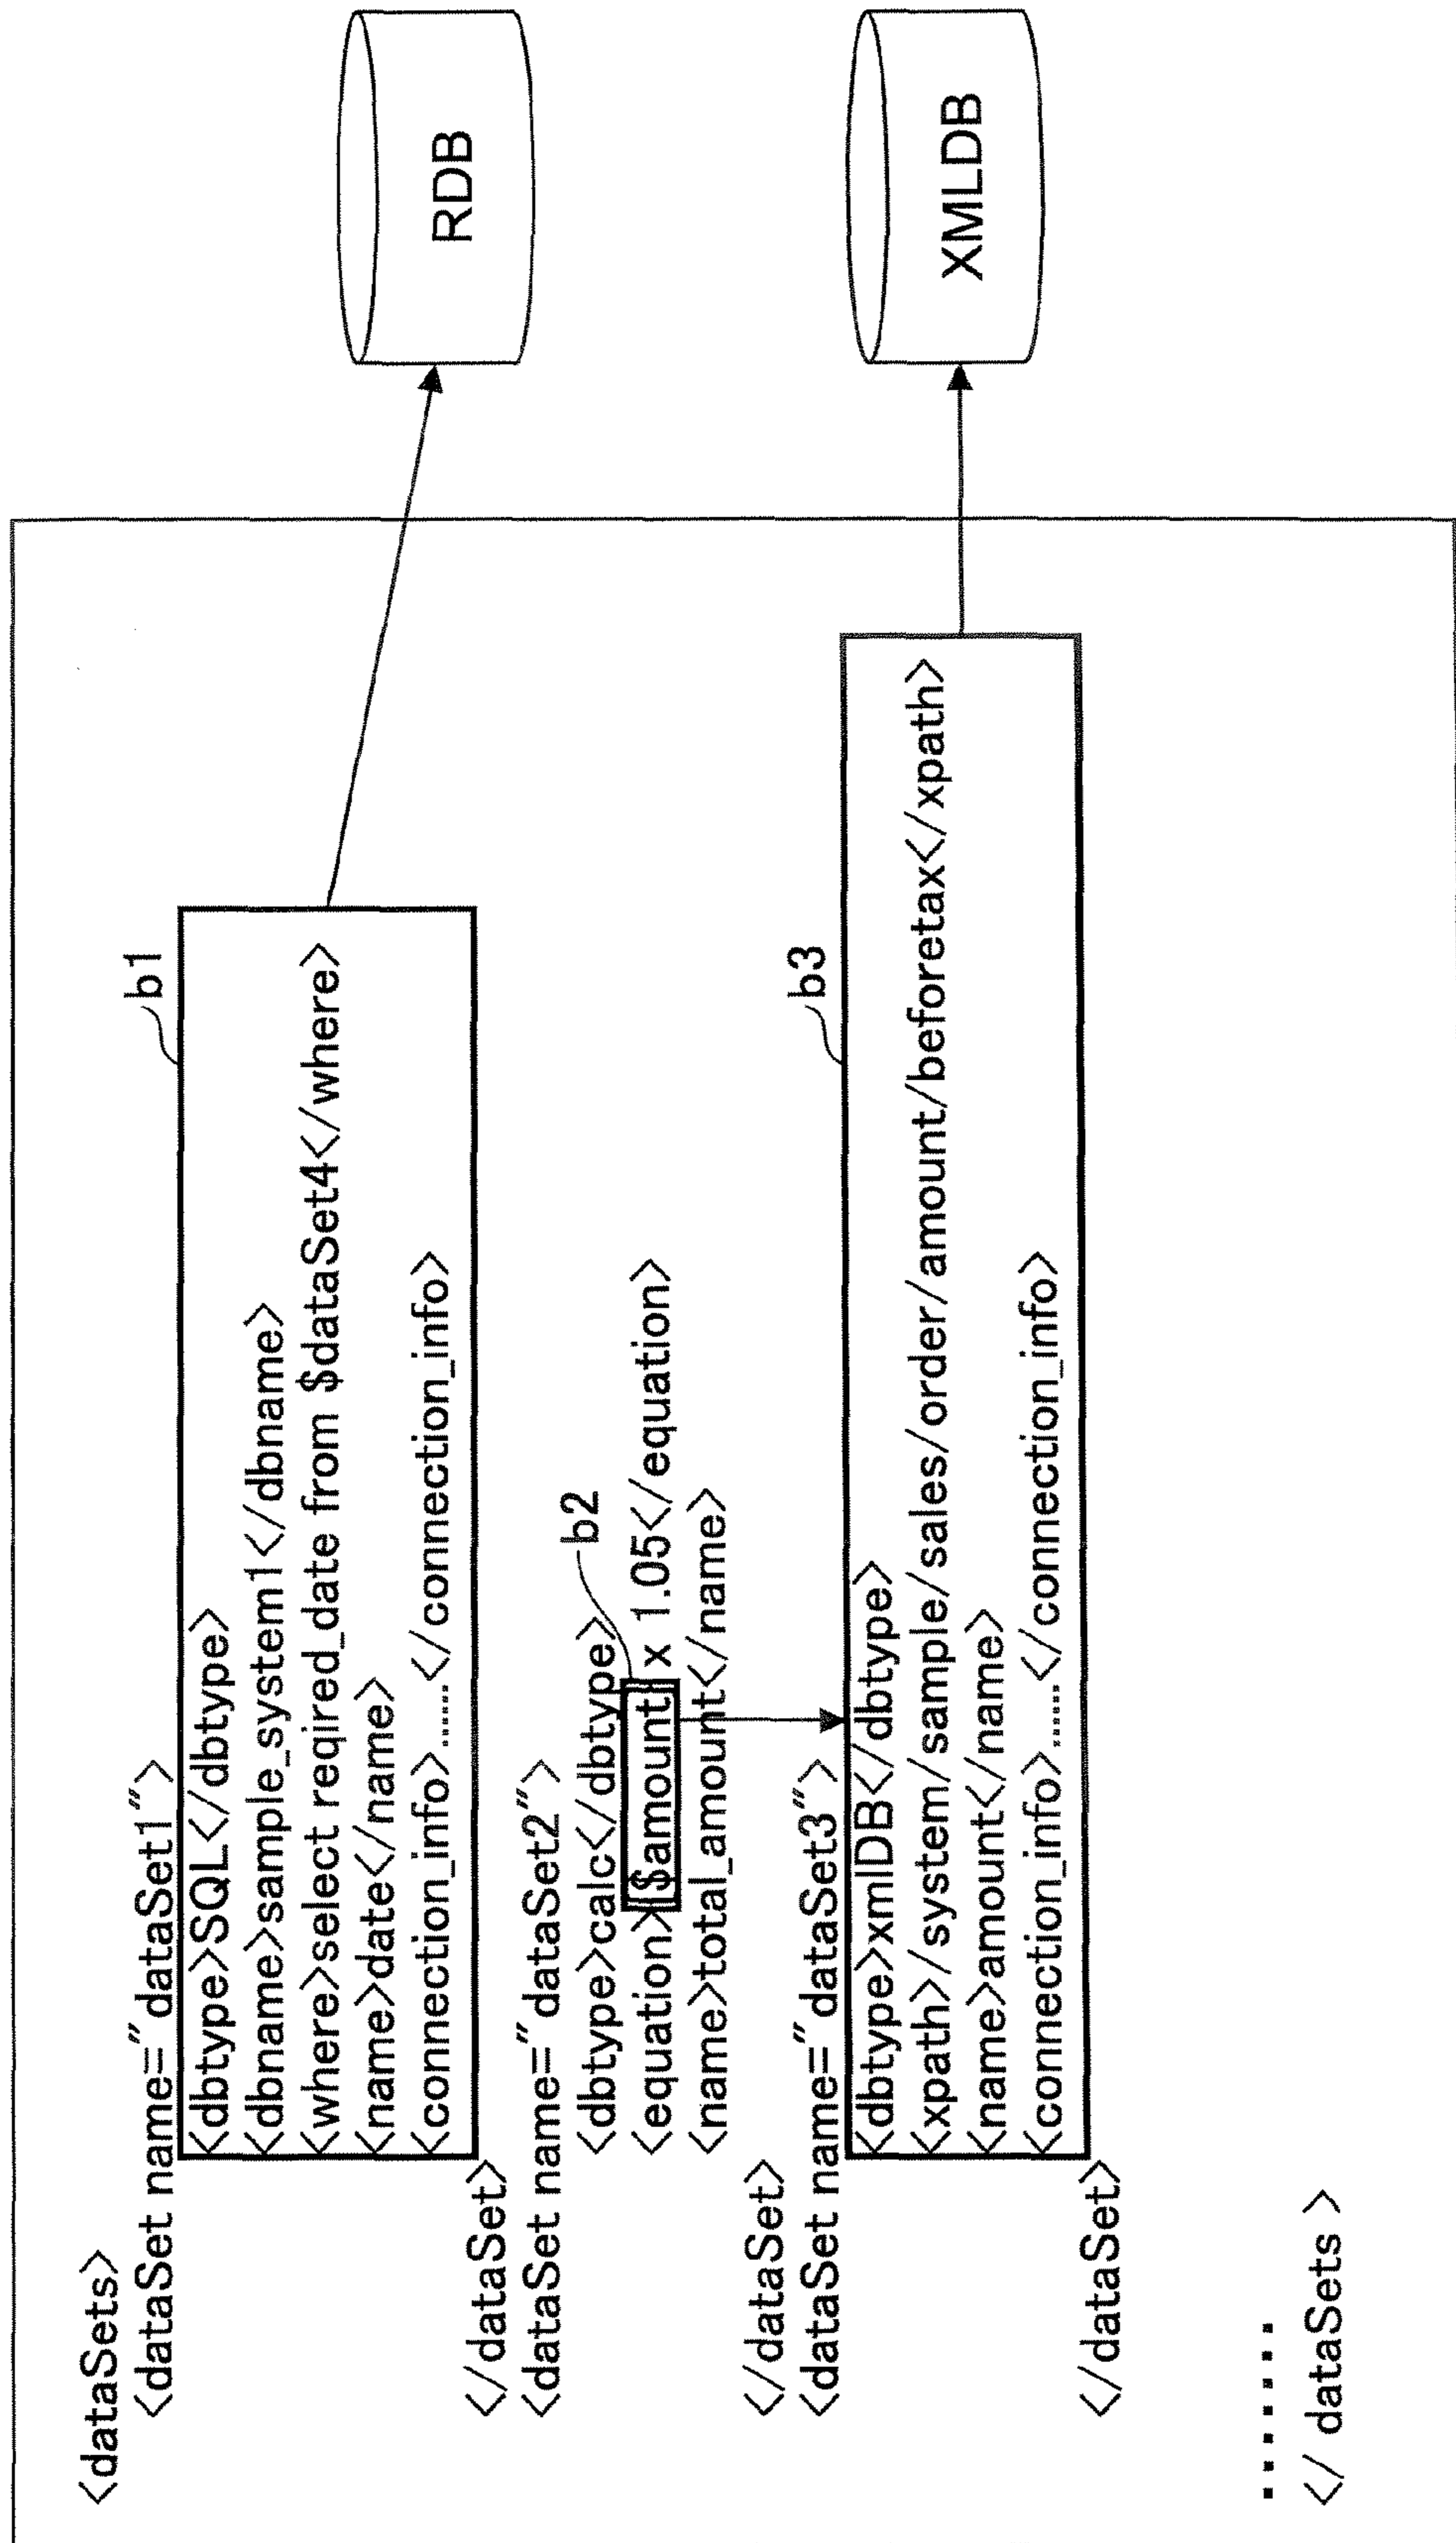 <dataSets>
<dataSet name="dataSet1">
b1
<dbtype>SQL</dbtype>
<dbname>sample_system1</dbname>
<where>select reqired_date from $dataSet4</where>
<name>date</name>
<connection_info>......</connection_info>
</dataSet>
RDB
<dataSet name="dataSet2">
b2
<dbtype>calc</dbtype>
<equation>[$amount] x 1.05</equation>
<name>total_amount</name>
</dataSet>
<dataSet name="dataSet3">
b3
<dbtype>xmlDB</dbtype>
<xpath>/system/sample/sales/order/amount/beforetax</xpath>
<name>amount</name>
<connection_info>......</connection_info>
</dataSet>
XMLDB
.......
</ dataSets >